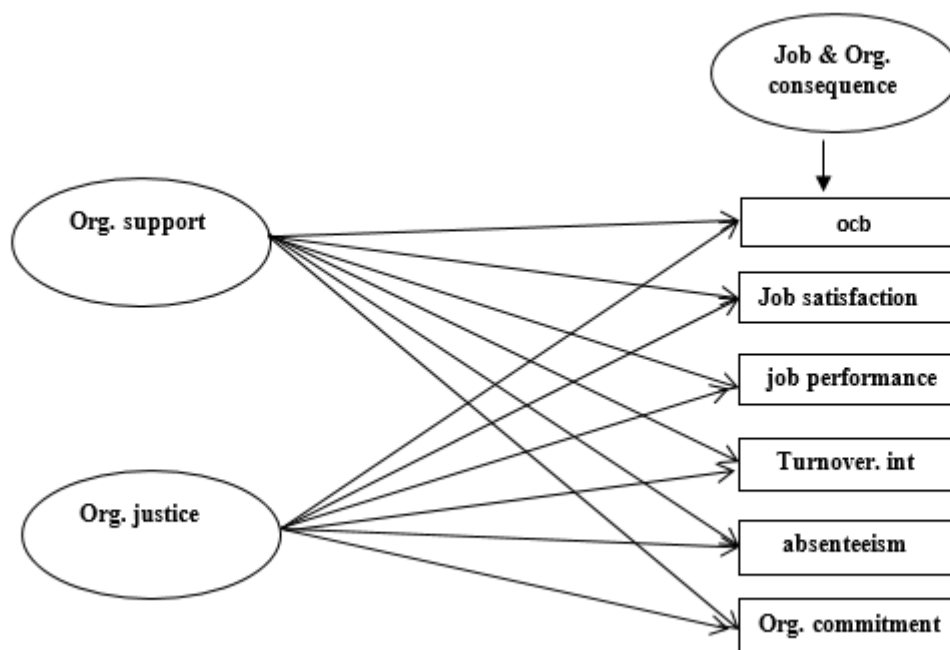 Job & Org.
consequence
Org. support
ocb
Job satisfaction
job performance
Turnover. int
Org. justice
absenteeism
Org. commitment